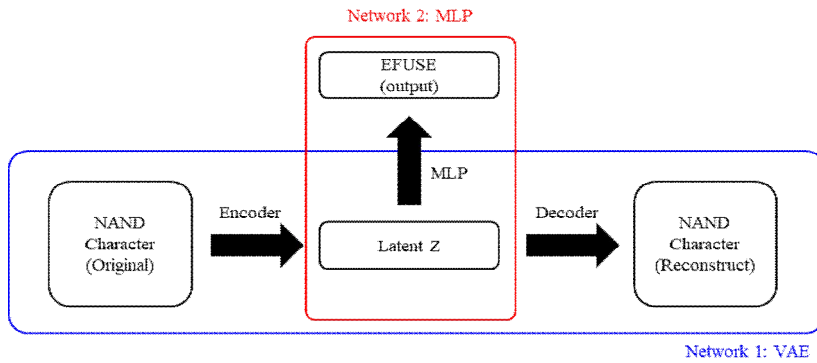 Network 2: MLP
EFUSE
(output)
MLP
NAND
Character
(Original)
Encoder
Latent Z
Decoder
NAND
Character
(Reconstruct)
Network 1: VAE